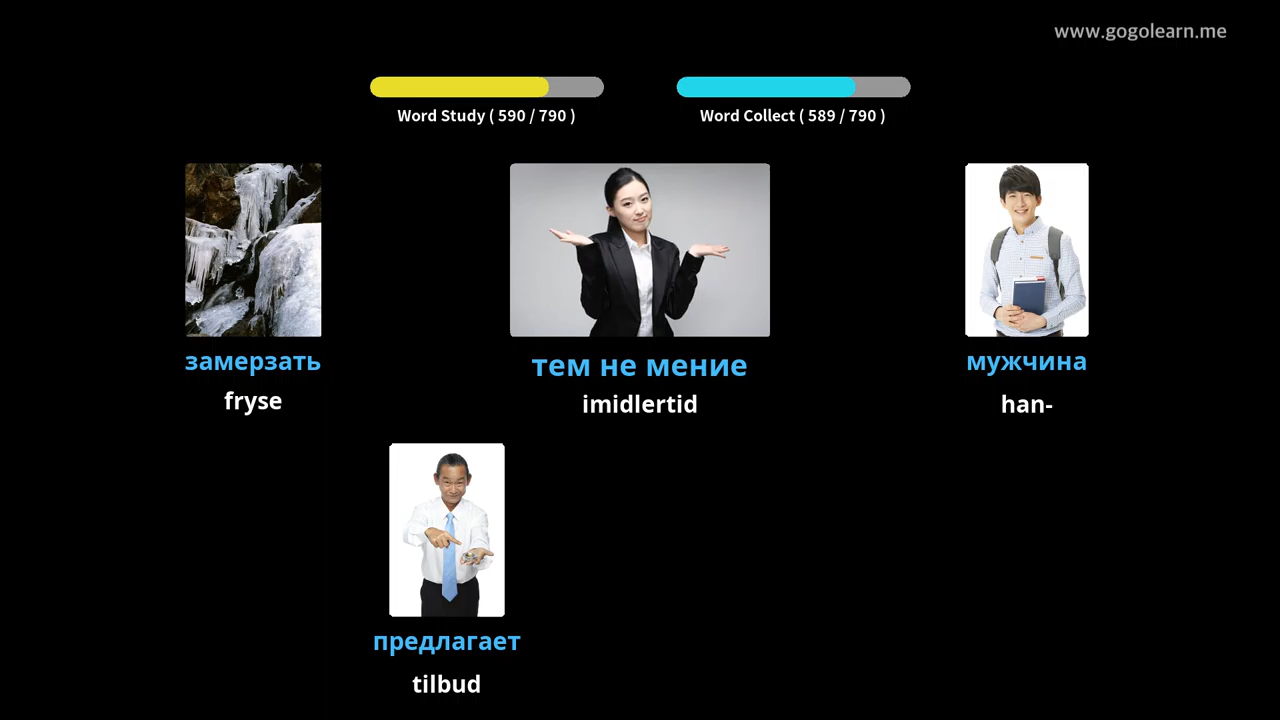 www.gogolearn.me
Word Study ( 590 / 790 )
Word Collect ( 589 / 790 )
замерзать
fryse
тем не мение
imidlertid
мужчина
han-
предлагает
tilbud